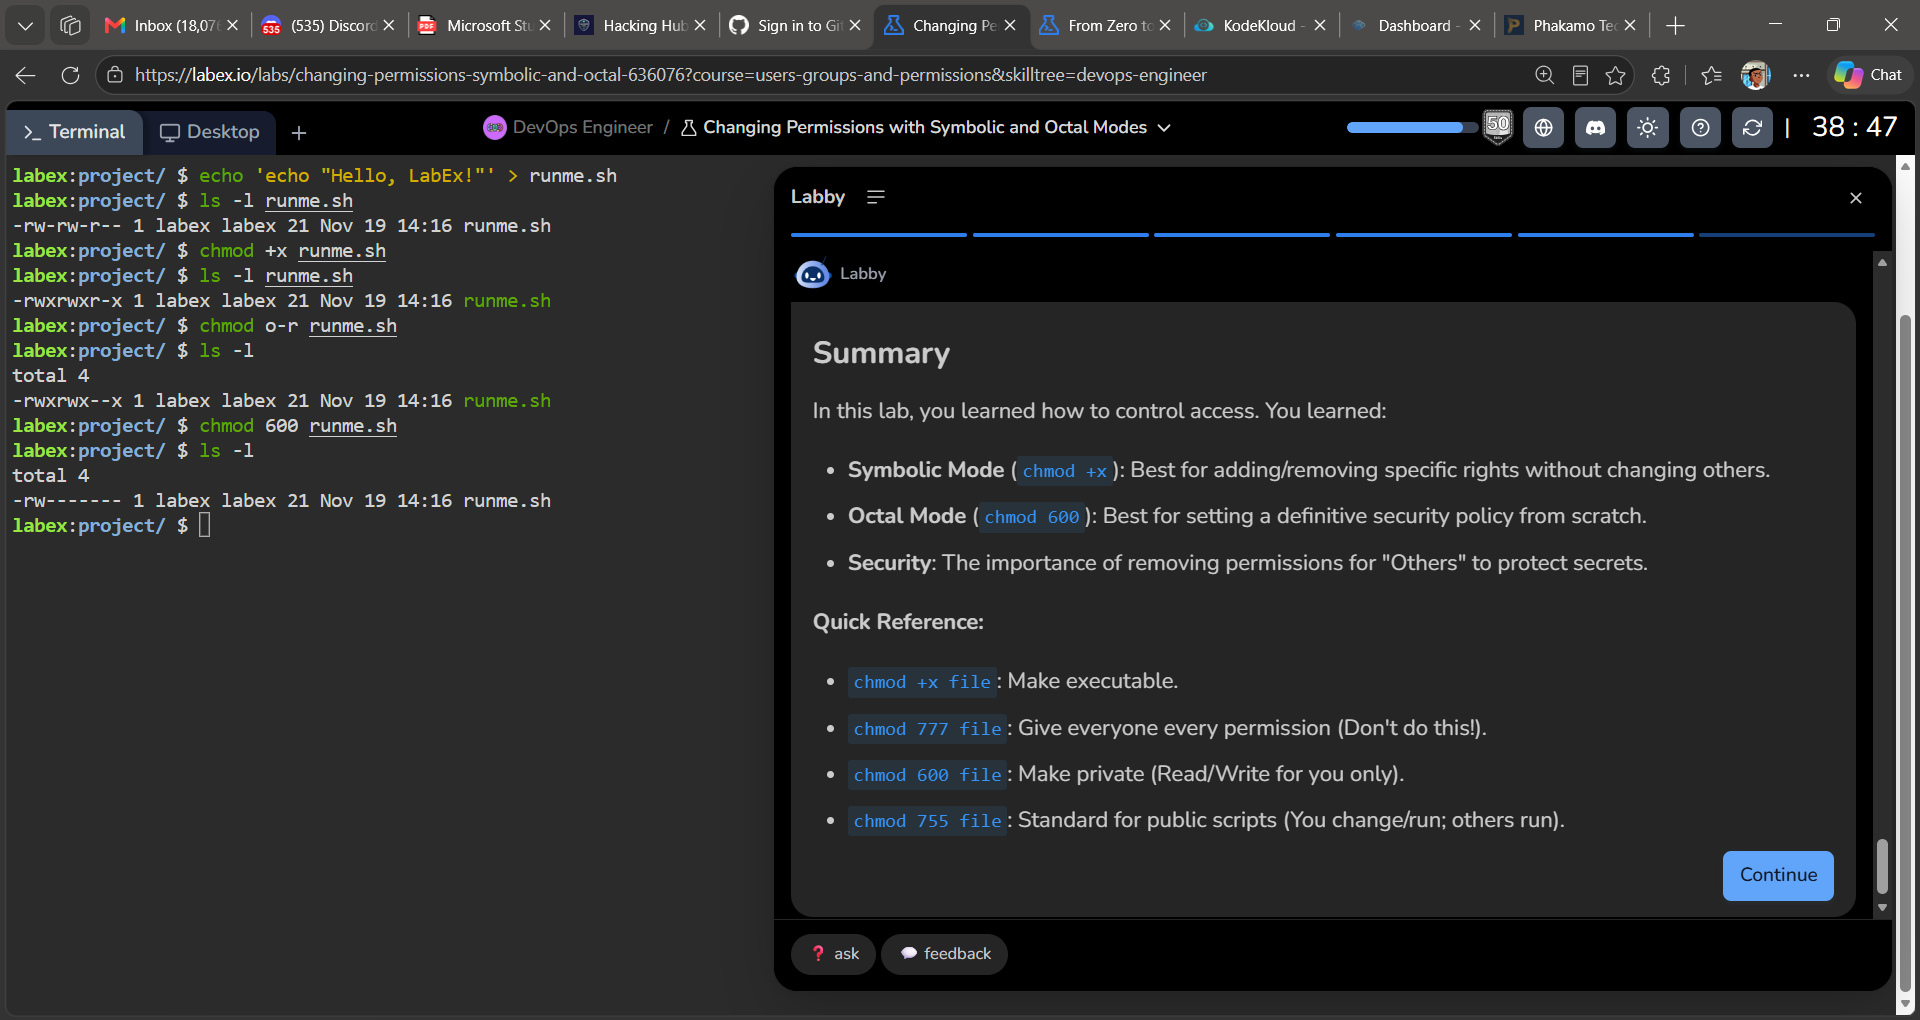 Inbox (18,076
(535) Discord
Microsoft Stu
Hacking Hub
Sign in to Git
Changing Pe
From Zero to
KodeKloud -
Dashboard -
Phakamo Tec
https://labex.io/labs/changing-permissions-symbolic-and-octal-636076?course=users-groups-and-permissions&skilltree=devops-engineer
Chat
>_ Terminal
Desktop
DevOps Engineer / Changing Permissions with Symbolic and Octal Modes
50
38 : 47
labex:project/ $ echo 'echo "Hello, LabEx!"' > runme.sh
labex:project/ $ ls -l runme.sh
-rw-rw-r-- 1 labex labex 21 Nov 19 14:16 runme.sh
labex:project/ $ chmod +x runme.sh
labex:project/ $ ls -l runme.sh
-rwxrwxr-x 1 labex labex 21 Nov 19 14:16 runme.sh
labex:project/ $ chmod o-r runme.sh
labex:project/ $ ls -l
total 4
-rwxrwx--x 1 labex labex 21 Nov 19 14:16 runme.sh
labex:project/ $ chmod 600 runme.sh
labex:project/ $ ls -l
total 4
-rw------- 1 labex labex 21 Nov 19 14:16 runme.sh
labex:project/ $
Labby
Labby
Summary
In this lab, you learned how to control access. You learned:
• Symbolic Mode (chmod +x): Best for adding/removing specific rights without changing others.
• Octal Mode (chmod 600): Best for setting a definitive security policy from scratch.
• Security: The importance of removing permissions for "Others" to protect secrets.
Quick Reference:
• chmod +x file: Make executable.
• chmod 777 file: Give everyone every permission (Don't do this!).
• chmod 600 file: Make private (Read/Write for you only).
• chmod 755 file: Standard for public scripts (You change/run; others run).
Continue
ask
feedback